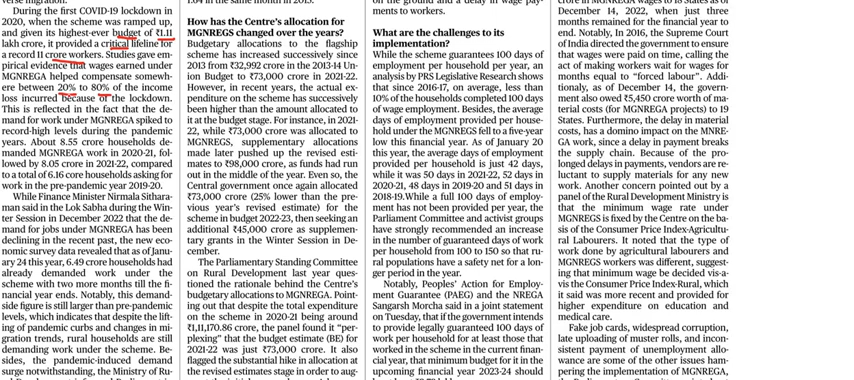 During the first COVID-19 lockdown in
2020, when the scheme was ramped up,
and given its highest-ever budget of ₹1.11
lakh crore, it provided a critical lifeline for
a record 11 crore workers. Studies gave em-
pirical evidence that wages earned under
MGNREGA helped compensate somewh-
ere between 20% to 80% of the income
loss incurred because of the lockdown.
This is reflected in the fact that the de-
mand for work under MGNREGA spiked to
record-high levels during the pandemic
years. About 8.55 crore households de-
manded MGNREGA work in 2020-21, fol-
lowed by 8.05 crore in 2021-22, compared
to a total of 6.16 crore households asking for
work in the pre-pandemic year 2019-20.
While Finance Minister Nirmala Sithara-
man said in the Lok Sabha during the Win-
ter Session in December 2022 that the de-
mand for jobs under MGNREGA has been
declining in the recent past, the new eco-
nomic survey data revealed that as of Janu-
ary 24 this year, 6.49 crore households had
already demanded work under the
scheme with two more months till the fi-
nancial year ends. Notably, this demand-
side figure is still larger than pre-pandemic
levels, which indicates that despite the lift-
ing of pandemic curbs and changes in mi-
gration trends, rural households are still
demanding work under the scheme. Be-
sides, the pandemic-induced demand
surge notwithstanding, the Ministry of Ru-
1.64 in the same month in 2015.
How has the Centre's allocation for
MGNREGS changed over the years?
Budgetary allocations to the flagship
scheme has increased successively since
2013 from ₹32,992 crore in the 2013-14 Un-
ion Budget to ₹73,000 crore in 2021-22.
However, in recent years, the actual ex-
penditure on the scheme has successively
been higher than the amount allocated to
it at the budget stage. For instance, in 2021-
22, while ₹73,000 crore was allocated to
MGNREGS, supplementary allocations
made later pushed the revised esti-
mates to ₹98,000 crore, as funds had run
out in the middle of the year. Even so, the
Central government once again allocated
₹73,000 crore (25% lower than the pre-
vious year's revised estimate) for the
scheme in budget 2022-23, then seeking an
additional ₹45,000 crore as supplemen-
tary grants in the Winter Session in De-
cember.
The Parliamentary Standing Committee
on Rural Development last year ques-
tioned the rationale behind the Centre's
budgetary allocations to MGNREGA. Point-
ing out that despite the total expenditure
on the scheme in 2020-21 being around
₹1,11,170.86 crore, the panel found it "per-
plexing" that the budget estimate (BE) for
2021-22 was just ₹73,000 crore. It also
flagged the substantial hike in allocation at
the revised estimates stage in order to aug-
on the ground and a delay in wage pay-
ments to workers.
What are the challenges to its
implementation?
While the scheme guarantees 100 days of
employment per household per year, an
analysis by PRS Legislative Research shows
that since 2016-17, on average, less than
10% of the households completed 100 days
of wage employment. Besides, the average
days of employment provided per house-
hold under the MGNREGS fell to a five-year
low this financial year. As of January 20
this year, the average days of employment
provided per household is just 42 days,
while it was 50 days in 2021-22, 52 days in
2020-21, 48 days in 2019-20 and 51 days in
2018-19.While a full 100 days of employ-
ment has not been provided per year, the
Parliament Committee and activist groups
have strongly recommended an increase
in the number of guaranteed days of work
per household from 100 to 150 so that ru-
ral populations have a safety net for a lon-
ger period in the year.
Notably, Peoples' Action for Employ-
ment Guarantee (PAEG) and the NREGA
Sangarsh Morcha said in a joint statement
on Tuesday, that if the government intends
to provide legally guaranteed 100 days of
work per household for at least those that
worked in the scheme in the current finan-
cial year, that minimum budget for it in the
upcoming financial year 2023-24 should
crore in MGNREGA wages to 18 States as of
December 14, 2022, when just three
months remained for the financial year to
end. Notably, in 2016, the Supreme Court
of India directed the government to ensure
that wages were paid on time, calling the
act of making workers wait for wages for
months equal to "forced labour". Addi-
tionaly, as of December 14, the govern-
ment also owed ₹5,450 crore worth of ma-
terial costs (for MGNREGA projects) to 19
States. Furthermore, the delay in material
costs, has a domino impact on the MNRE-
GA work, since a delay in payment breaks
the supply chain. Because of the pro-
longed delays in payments, vendors are re-
luctant to supply materials for any new
work. Another concern pointed out by a
panel of the Rural Development Ministry is
that the minimum wage rate under
MGNREGS is fixed by the Centre on the ba-
sis of the Consumer Price Index-Agricultu-
ral Labourers. It noted that the type of
work done by agricultural labourers and
MGNREGS workers was different, suggest-
ing that minimum wage be decided vis-a-
vis the Consumer Price Index-Rural, which
it said was more recent and provided for
higher expenditure on education and
medical care.
Fake job cards, widespread corruption,
late uploading of muster rolls, and incon-
sistent payment of unemployment allo-
wance are some of the other issues ham-
pering the implementation of MGNREGA,